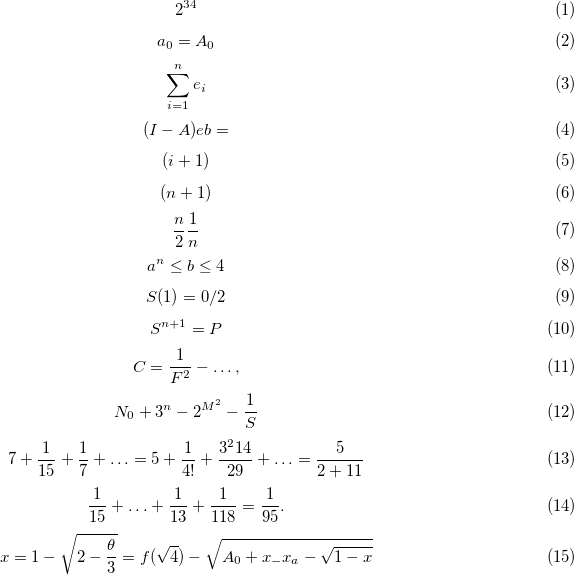 2^{34} (1)
a_0 = A_0 (2)
\sum_{i=1}^{n} e_i (3)
(I - A)eb = (4)
(i + 1) (5)
(n + 1) (6)
\frac{n}{2} \frac{1}{n} (7)
a^n \leq b \leq 4 (8)
S(1) = 0/2 (9)
S^{n+1} = P (10)
C = \frac{1}{F^2} - \ldots, (11)
N_0 + 3^n - 2^{M^2} - \frac{1}{S} (12)
7 + \frac{1}{15} + \frac{1}{7} + \ldots = 5 + \frac{1}{4!} + \frac{3^2 14}{29} + \ldots = \frac{5}{2 + 11} (13)
\frac{1}{15} + \ldots + \frac{1}{13} + \frac{1}{118} = \frac{1}{95}. (14)
x = 1 - \sqrt{2 - \frac{\theta}{3}} = f(\sqrt{4}) - \sqrt{A_0 + x_- x_a - \sqrt{1 - x}} (15)